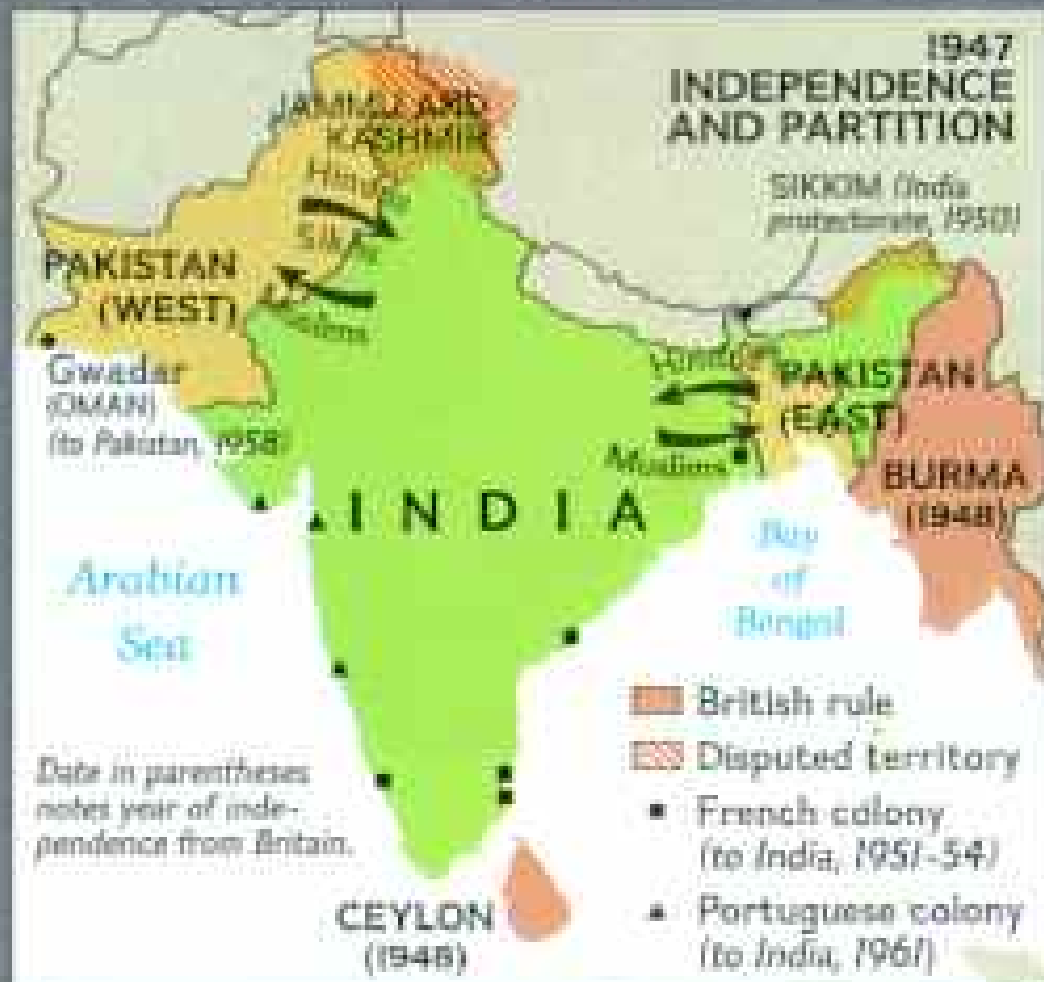 1947
INDEPENDENCE
AND PARTITION
JAMMU AND
KASHMIR
SIKKIM (India
protectorate, 1950)
Hindus
Sikhs
PAKISTAN
(WEST)
Muslims
Gwadar
(OMAN)
(to Pakistan, 1958)
Hindus
PAKISTAN
(EAST)
Muslims
BURMA
(1948)
INDIA
Arabian
Sea
Bay
of
Bengal
British rule
Disputed territory
French colony
(to India, 1951-54)
Portuguese colony
(to India, 1961)
Date in parentheses
notes year of inde-
pendence from Britain.
CEYLON
(1948)